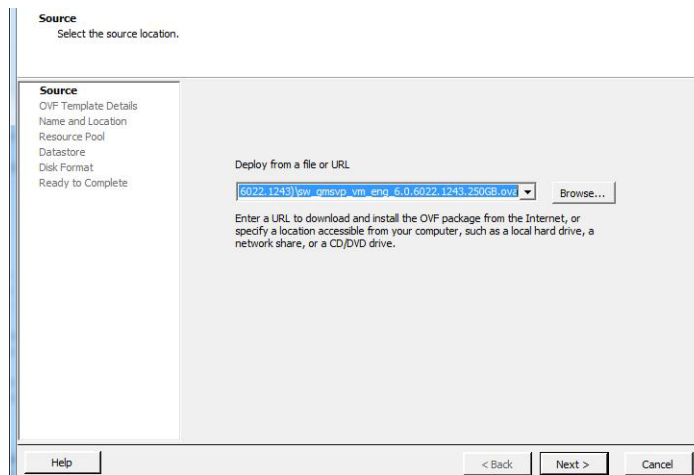 Source
Select the source location.
Source
OVF Template Details
Name and Location
Resource Pool
Datastore
Disk Format
Ready to Complete
Deploy from a file or URL
6022.1243)\sw_gmsvp_vm_eng_6.0.6022.1243.250GB.ova
Browse...
Enter a URL to download and install the OVF package from the Internet, or
specify a location accessible from your computer, such as a local hard drive, a
network share, or a CD/DVD drive.
Help
< Back
Next >
Cancel